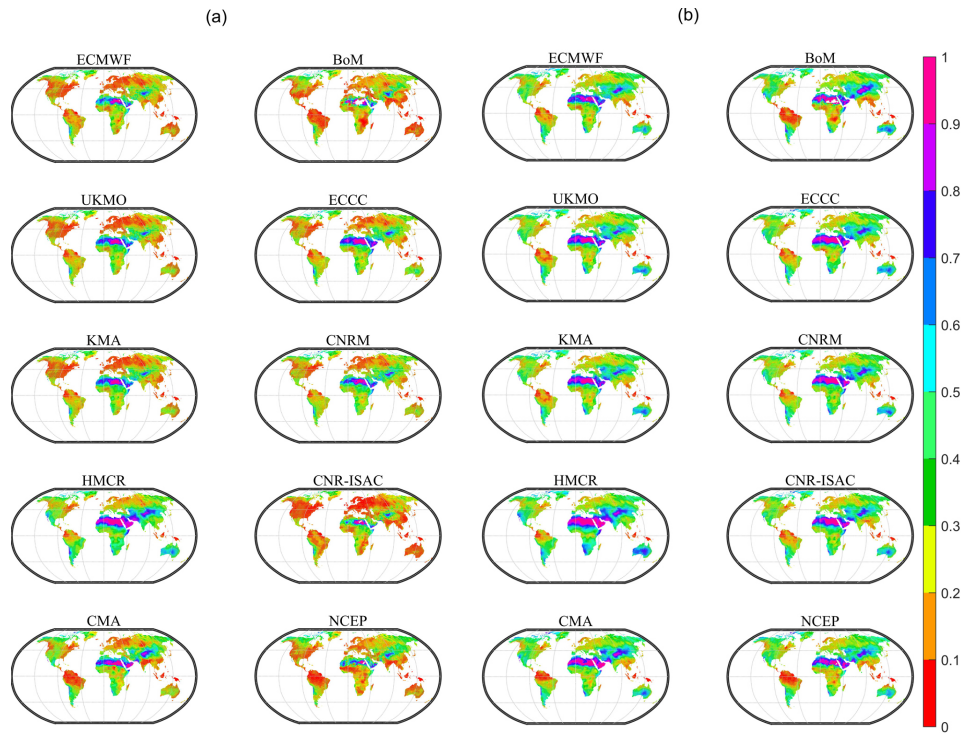 (a) (b)
ECMWF BoM ECMWF BoM
UKMO ECCC UKMO ECCC
KMA CNRM KMA CNRM
HMCR CNR-ISAC HMCR CNR-ISAC
CMA NCEP CMA NCEP
1
0.9
0.8
0.7
0.6
0.5
0.4
0.3
0.2
0.1
0